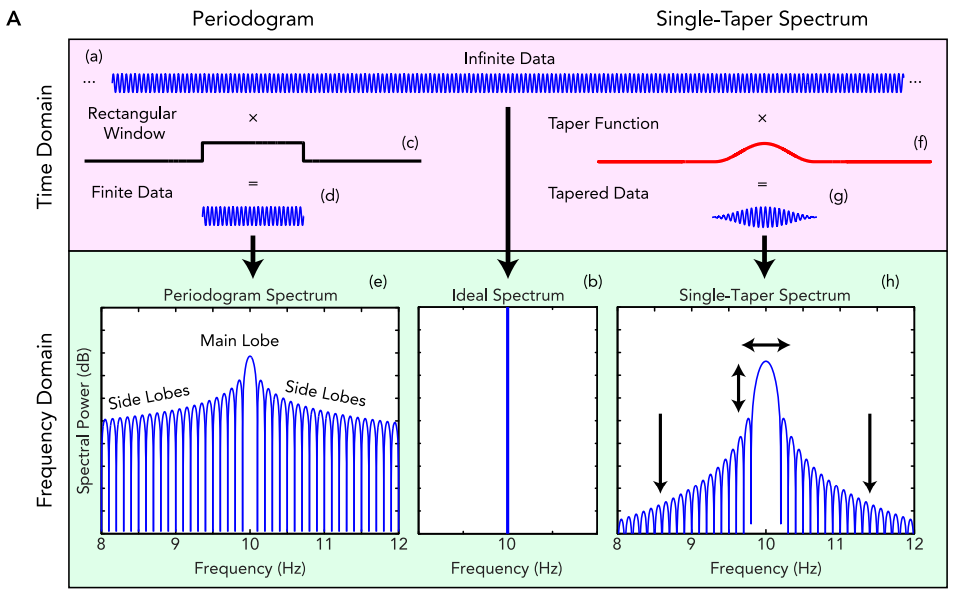 A
Periodogram
Single-Taper Spectrum
Time Domain
(a)
Infinite Data
...
...
Rectangular
Window
×
(c)
Taper Function
×
(f)
Finite Data
=
(d)
Tapered Data
=
(g)
Frequency Domain
(e)
Periodogram Spectrum
(b)
Ideal Spectrum
(h)
Single-Taper Spectrum
Spectral Power (dB)
Main Lobe
Side Lobes
Side Lobes
8
9
10
11
12
10
8
9
10
11
12
Frequency (Hz)
Frequency (Hz)
Frequency (Hz)